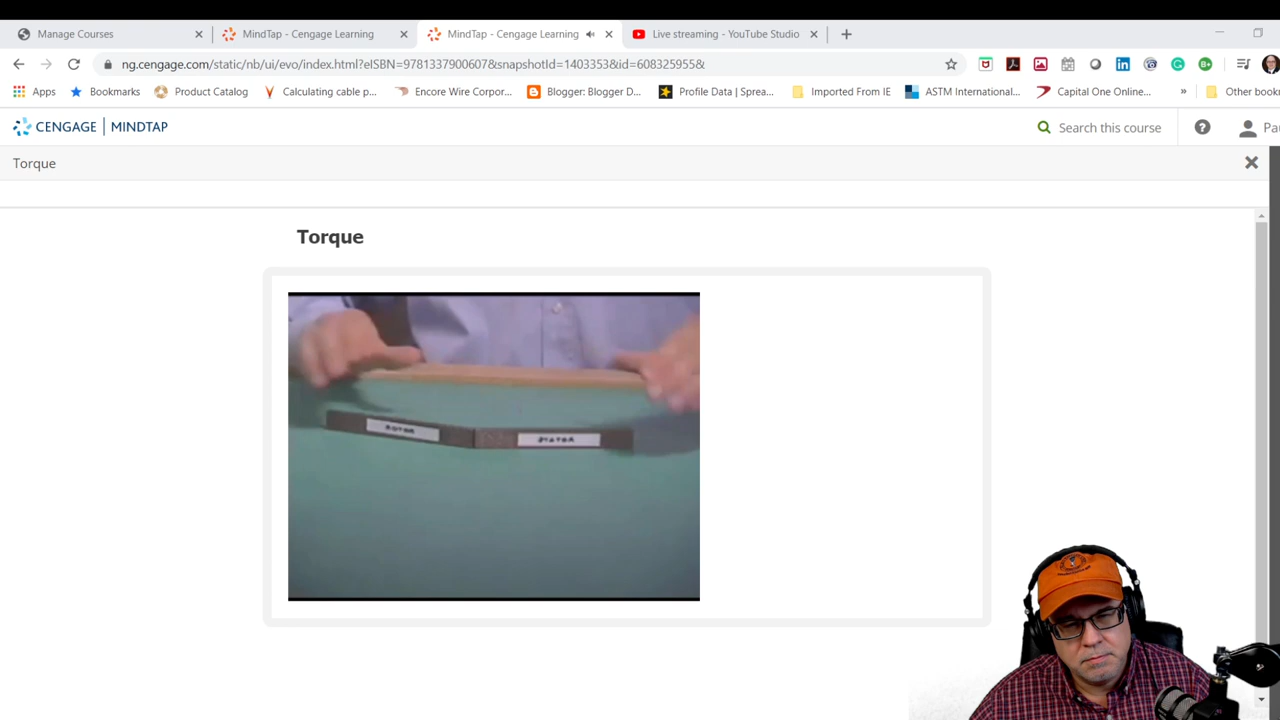 Manage Courses
MindTap - Cengage Learning
MindTap - Cengage Learning
Live streaming - YouTube Studio
ng.cengage.com/static/nb/ui/evo/index.html?eISBN=9781337900607&snapshotId=1403353&id=6083259558&
Apps Bookmarks Product Catalog Calculating cable p... Encore Wire Corpor... Blogger: Blogger D... Profile Data | Sprea... Imported From IE ASTM International... Capital One Online... » Other book
CENGAGE | MINDTAP
Search this course
Pa
Torque
Torque
ROTOR
STATOR